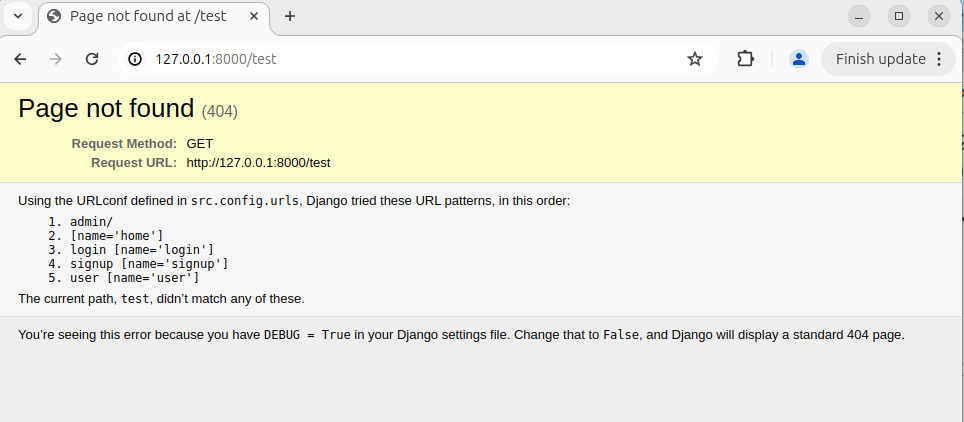 Page not found at /test
127.0.0.1:8000/test
Finish update
Page not found (404)
Request Method: GET
Request URL: http://127.0.0.1:8000/test
Using the URLconf defined in src.config.urls, Django tried these URL patterns, in this order:
1. admin/
2. [name='home']
3. login [name='login']
4. signup [name='signup']
5. user [name='user']
The current path, test, didn’t match any of these.
You’re seeing this error because you have DEBUG = True in your Django settings file. Change that to False, and Django will display a standard 404 page.